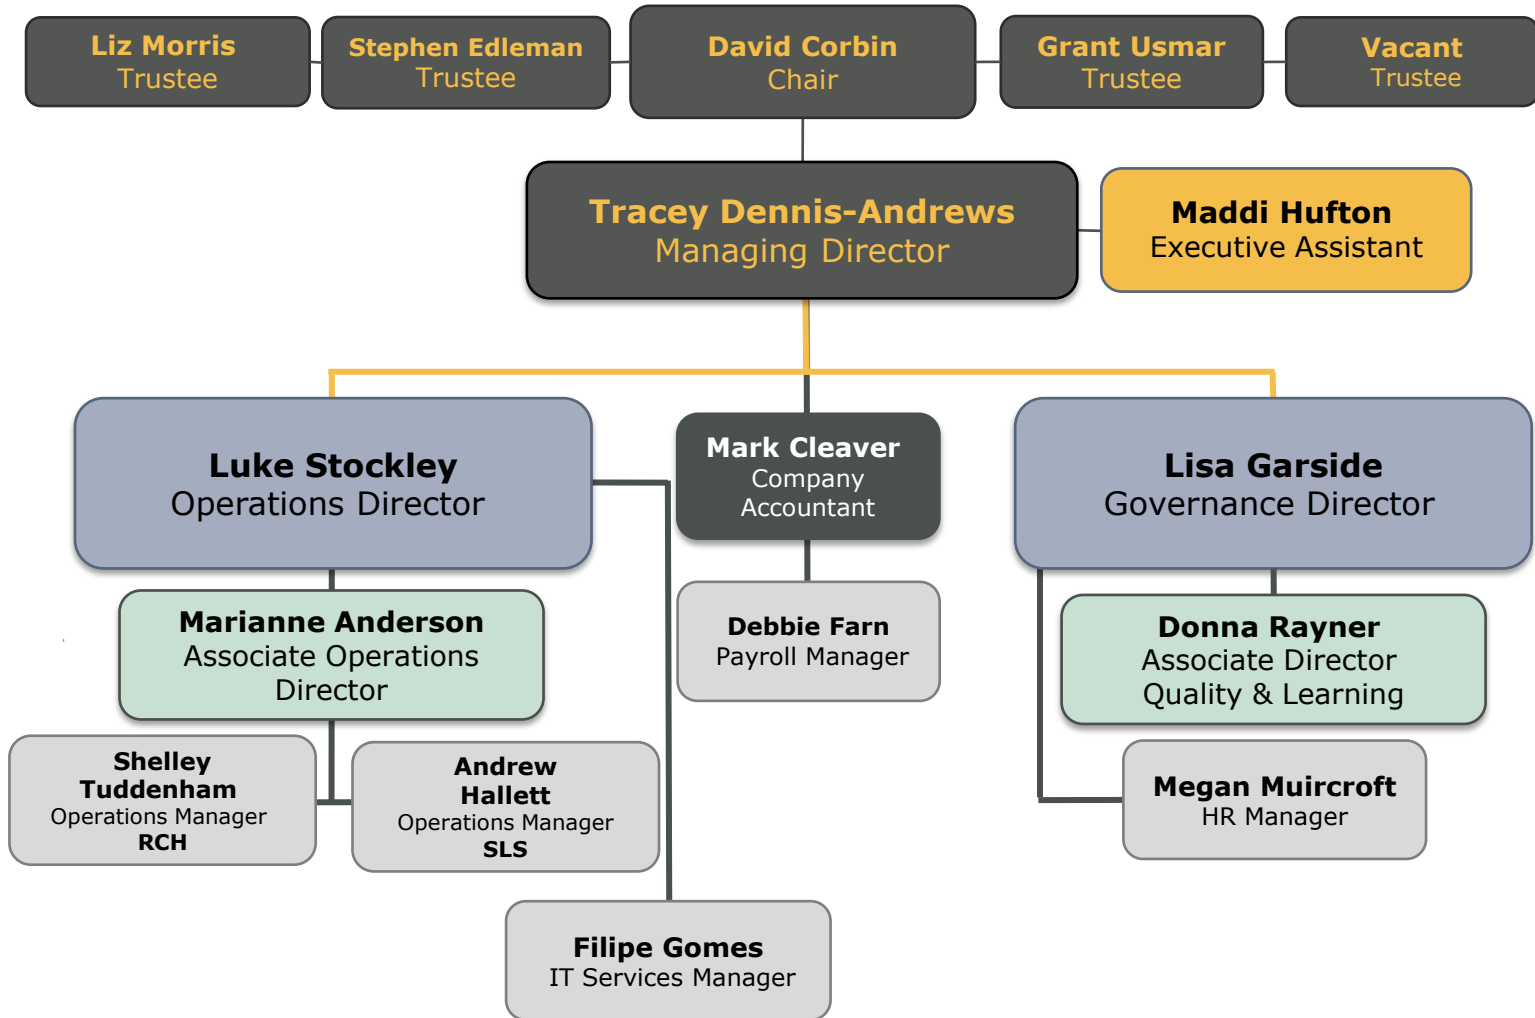 Liz Morris
Trustee
Stephen Edleman
Trustee
David Corbin
Chair
Grant Usmar
Trustee
Vacant
Trustee
Tracey Dennis-Andrews
Managing Director
Maddi Hufton
Executive Assistant
Luke Stockley
Operations Director
Mark Cleaver
Company
Accountant
Lisa Garside
Governance Director
Marianne Anderson
Associate Operations
Director
Debbie Farn
Payroll Manager
Donna Rayner
Associate Director
Quality & Learning
Shelley
Tuddenham
Operations Manager
RCH
Andrew
Hallett
Operations Manager
SLS
Megan Muircroft
HR Manager
Filipe Gomes
IT Services Manager